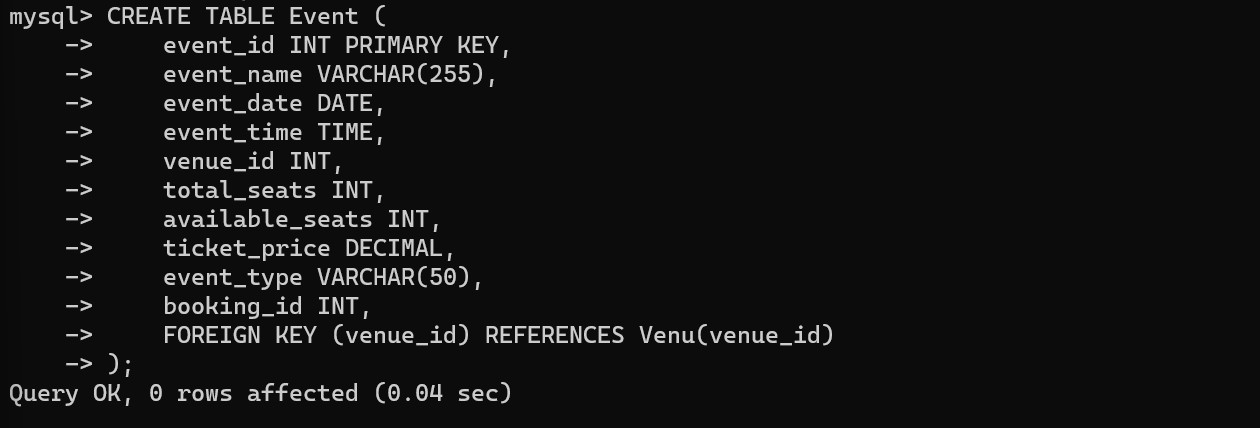 mysql> CREATE TABLE Event (
    ->     event_id INT PRIMARY KEY,
    ->     event_name VARCHAR(255),
    ->     event_date DATE,
    ->     event_time TIME,
    ->     venue_id INT,
    ->     total_seats INT,
    ->     available_seats INT,
    ->     ticket_price DECIMAL,
    ->     event_type VARCHAR(50),
    ->     booking_id INT,
    ->     FOREIGN KEY (venue_id) REFERENCES Venu(venue_id)
    -> );
Query OK, 0 rows affected (0.04 sec)